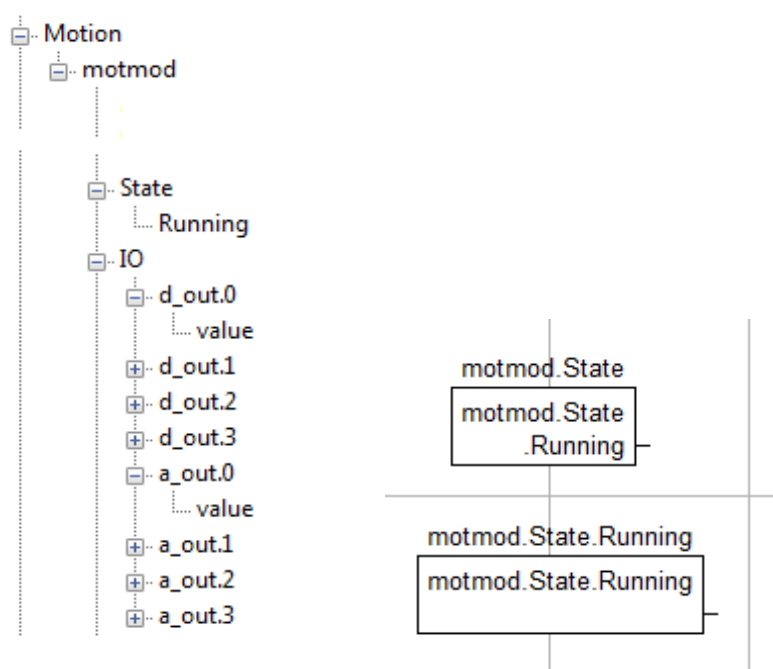 Motion
motmod
State
Running
IO
d_out.0
value
d_out.1
d_out.2
d_out.3
a_out.0
value
a_out.1
a_out.2
a_out.3
motmod.State
motmod.State
.Running
motmod.State.Running
motmod.State.Running